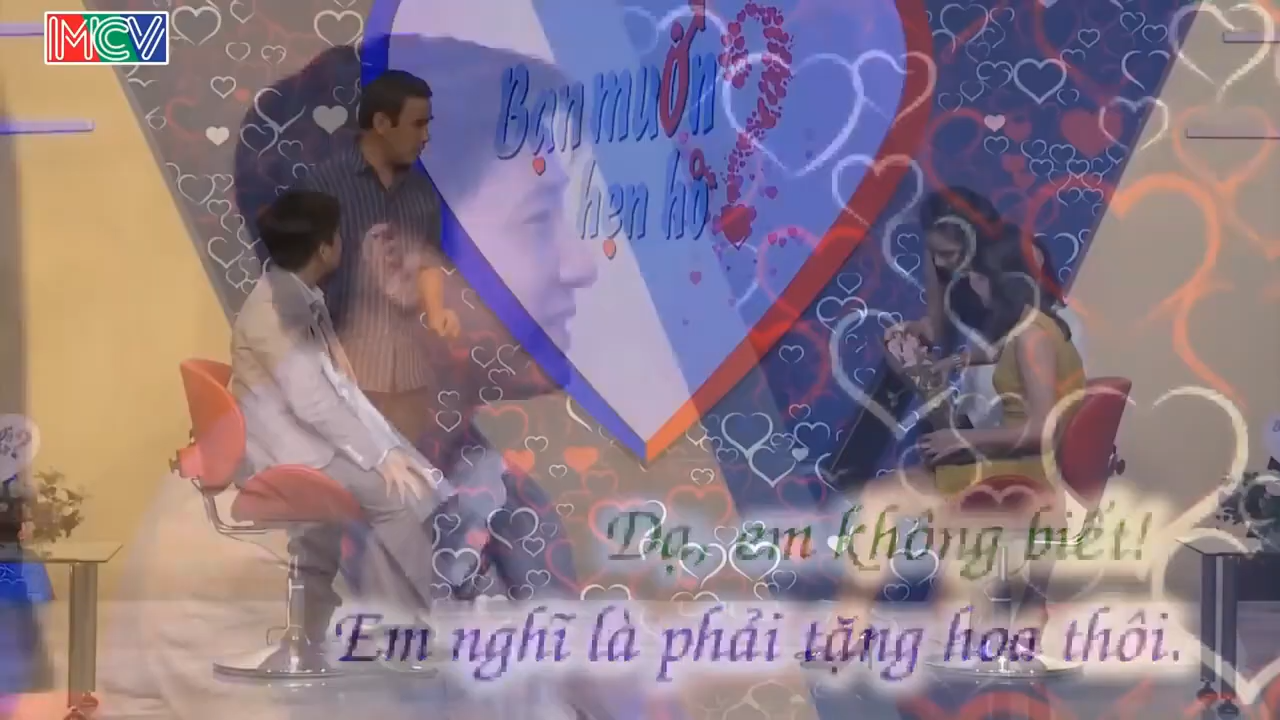 MCV
Bạn muốn
hẹn hò
Dạ, em không biết!
Em nghĩ là phải tặng hoa thôi.